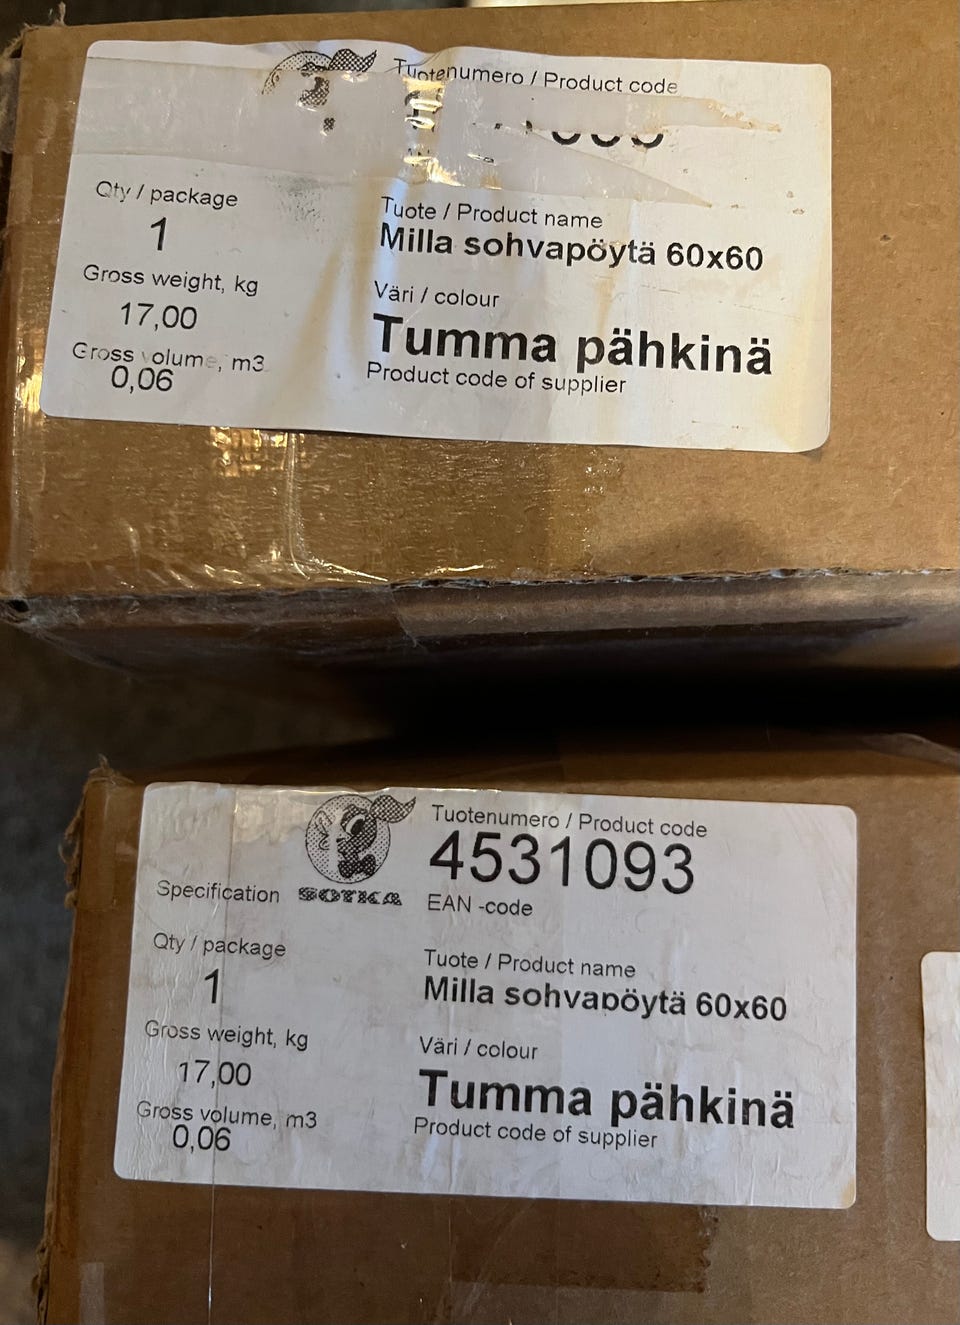 Tuotenumero / Product code
Qty / package
1
Tuote / Product name
Milla sohvapöytä 60x60
Gross weight, kg
17,00
Väri / colour
Tumma pähkinä
Gross volume, m3
0,06
Product code of supplier
Tuotenumero / Product code
4531093
Specification
SOTKA
EAN -code
Qty / package
1
Tuote / Product name
Milla sohvapöytä 60x60
Gross weight, kg
17,00
Väri / colour
Tumma pähkinä
Gross volume, m3
0,06
Product code of supplier